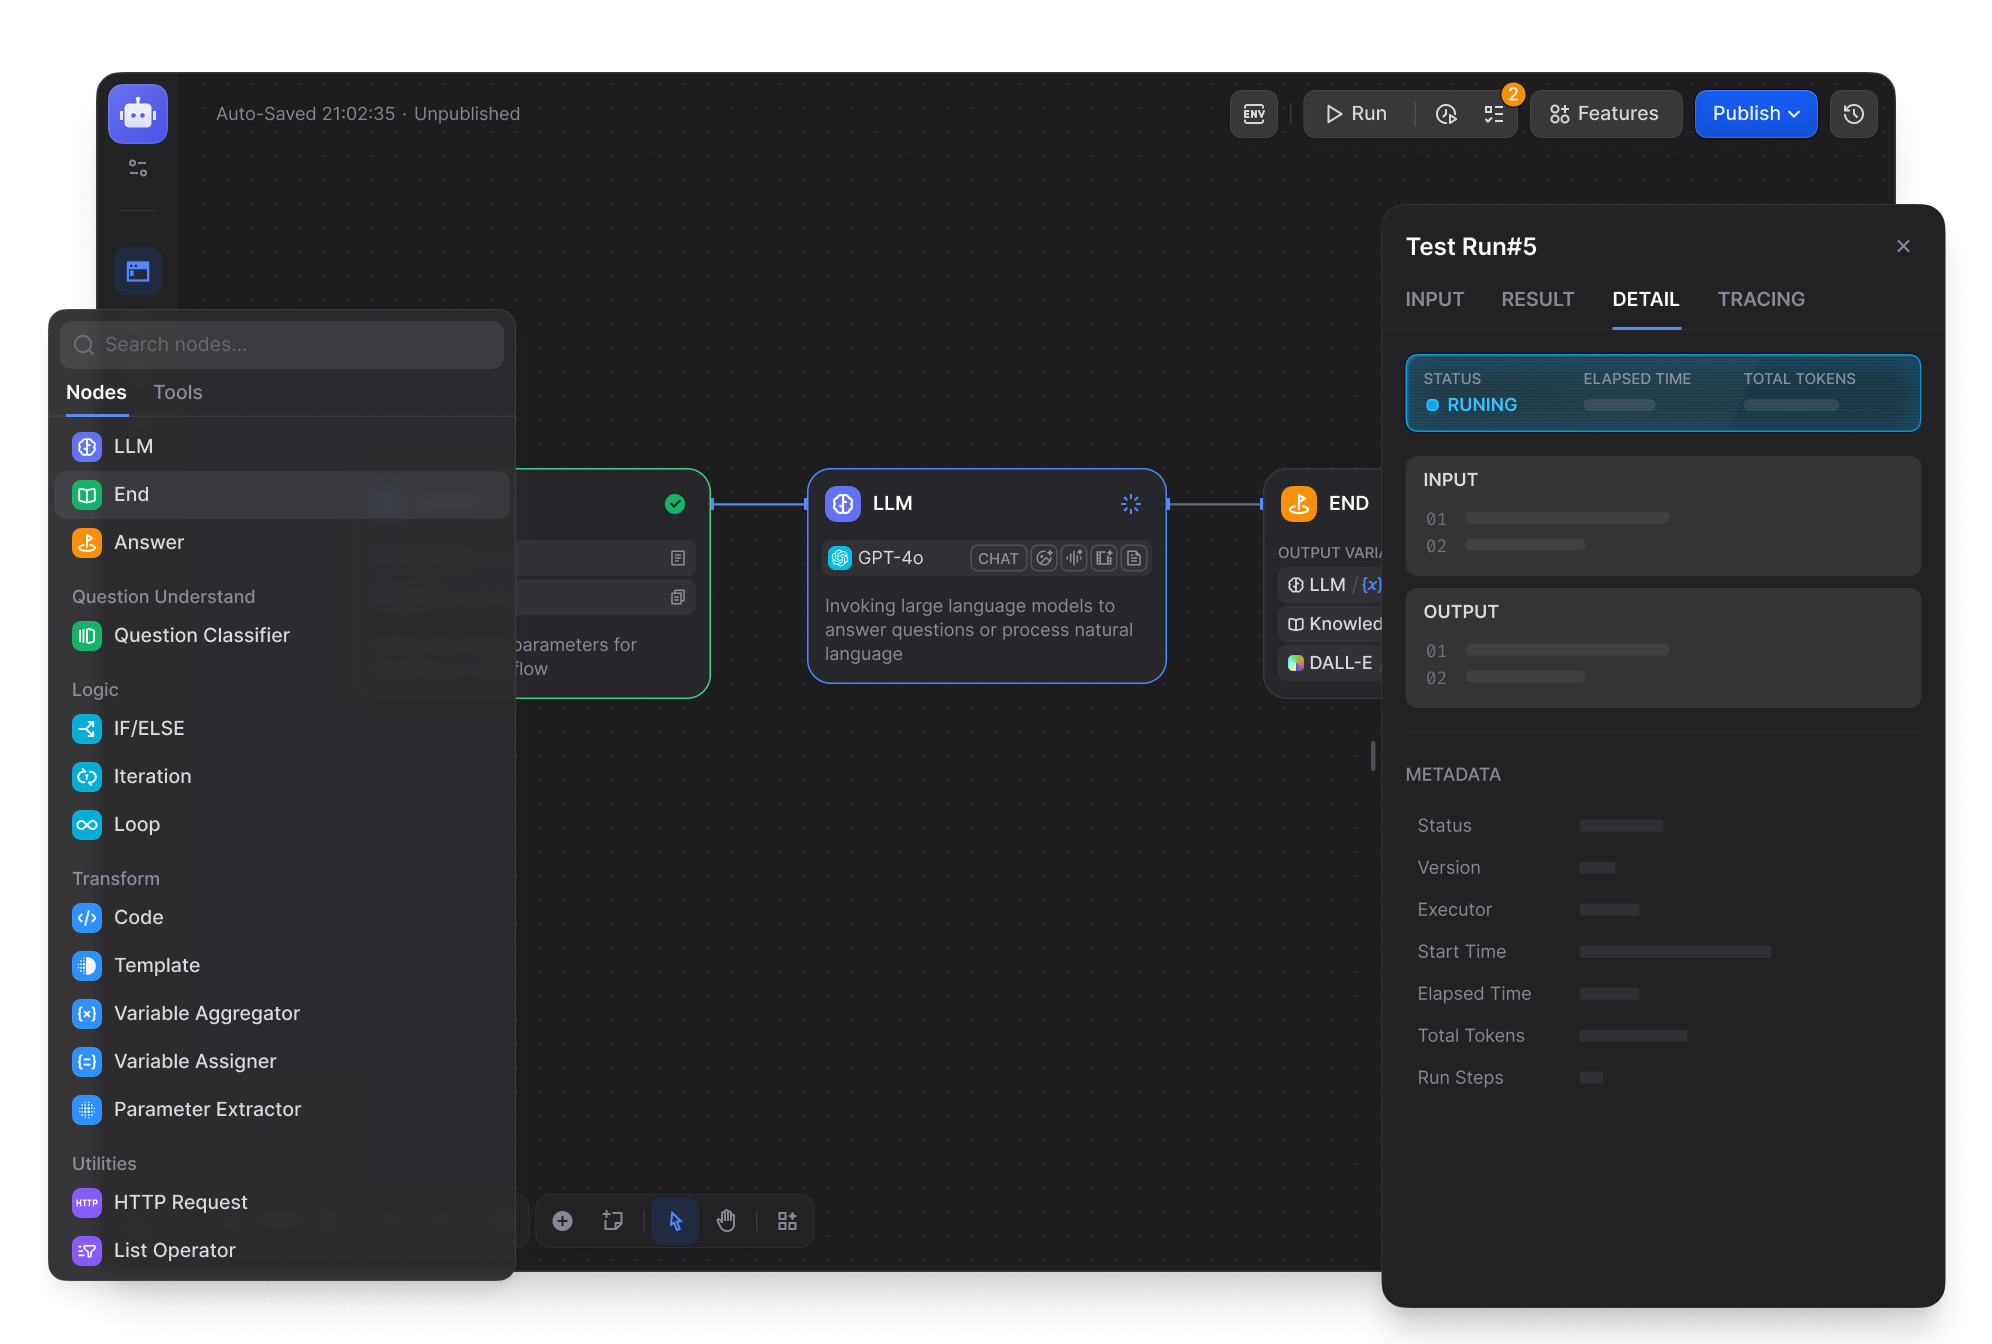 Auto-Saved 21:02:35 · Unpublished
ENV
Run
2
Features
Publish
Search nodes...
Nodes Tools
LLM
End
Answer
Question Understand
Question Classifier
Logic
IF/ELSE
Iteration
Loop
Transform
Code
Template
Variable Aggregator
Variable Assigner
Parameter Extractor
Utilities
HTTP HTTP Request
List Operator
parameters for
flow
LLM
GPT-4o CHAT
Invoking large language models to
answer questions or process natural
language
END
OUTPUT VARIA
LLM / {x}
Knowled
DALL-E
Test Run#5
INPUT RESULT DETAIL TRACING
STATUS ELAPSED TIME TOTAL TOKENS
RUNING
INPUT
01
02
OUTPUT
01
02
METADATA
Status
Version
Executor
Start Time
Elapsed Time
Total Tokens
Run Steps